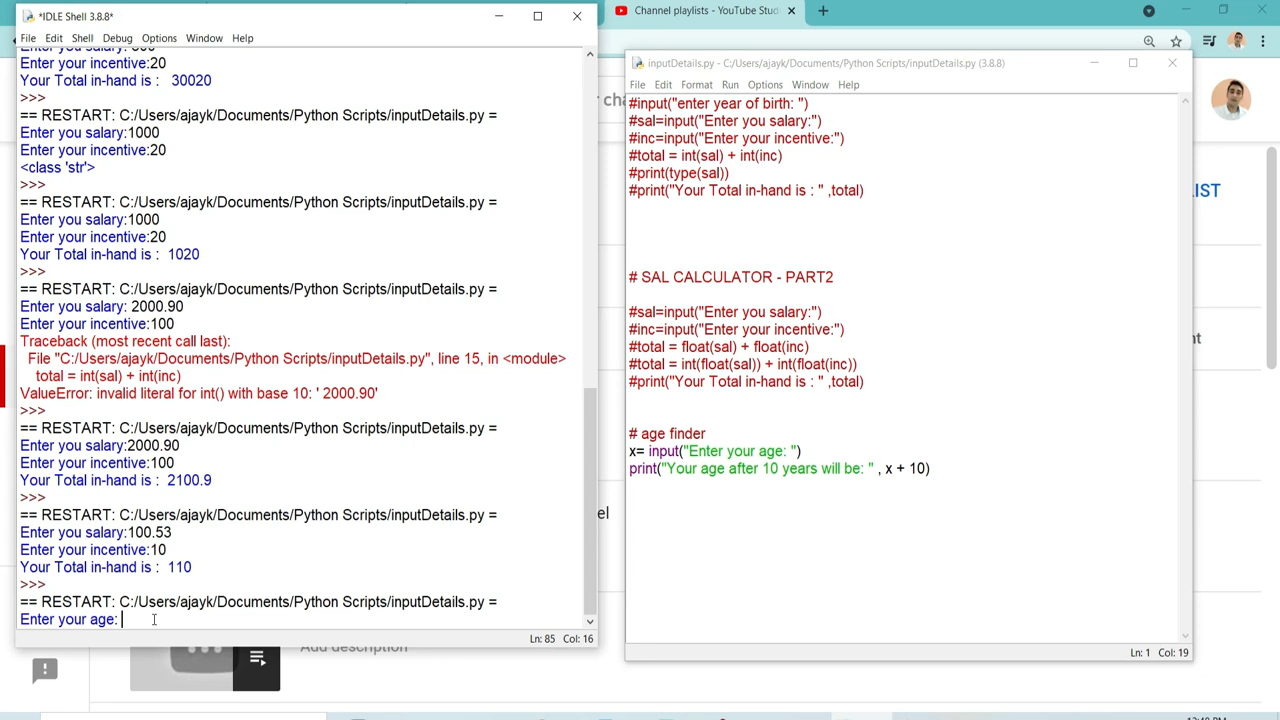 *IDLE Shell 3.8.8*
File Edit Shell Debug Options Window Help
Enter your incentive:20
Your Total in-hand is :  30020
>>>
== RESTART: C:/Users/ajayk/Documents/Python Scripts/inputDetails.py =
Enter you salary:1000
Enter your incentive:20
<class 'str'>
>>>
== RESTART: C:/Users/ajayk/Documents/Python Scripts/inputDetails.py =
Enter you salary:1000
Enter your incentive:20
Your Total in-hand is :  1020
>>>
== RESTART: C:/Users/ajayk/Documents/Python Scripts/inputDetails.py =
Enter you salary: 2000.90
Enter your incentive:100
Traceback (most recent call last):
File "C:/Users/ajayk/Documents/Python Scripts/inputDetails.py", line 15, in <module>
total = int(sal) + int(inc)
ValueError: invalid literal for int() with base 10: ' 2000.90'
>>>
== RESTART: C:/Users/ajayk/Documents/Python Scripts/inputDetails.py =
Enter you salary:2000.90
Enter your incentive:100
Your Total in-hand is :  2100.9
>>>
== RESTART: C:/Users/ajayk/Documents/Python Scripts/inputDetails.py =
Enter you salary:100.53
Enter your incentive:10
Your Total in-hand is :  110
>>>
== RESTART: C:/Users/ajayk/Documents/Python Scripts/inputDetails.py =
Enter your age:
Ln: 85 Col: 16
Channel playlists - YouTube Stud
inputDetails.py - C:/Users/ajayk/Documents/Python Scripts/inputDetails.py (3.8.8)
File Edit Format Run Options Window Help
#input("enter year of birth: ")
#sal=input("Enter you salary:")
#inc=input("Enter your incentive:")
#total = int(sal) + int(inc)
#print(type(sal))
#print("Your Total in-hand is : " ,total)
# SAL CALCULATOR - PART2
#sal=input("Enter you salary:")
#inc=input("Enter your incentive:")
#total = float(sal) + float(inc)
#total = int(float(sal)) + int(float(inc))
#print("Your Total in-hand is : " ,total)
# age finder
x= input("Enter your age: ")
print("Your age after 10 years will be: " , x + 10)
Ln: 1 Col: 19
Add description